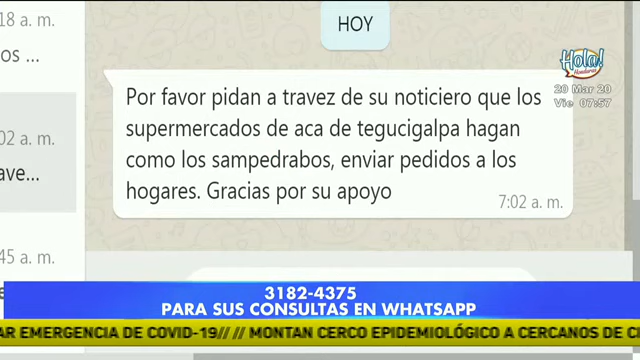 18 a. m.
HOY
os ...
Hola!
Honduras
20 Mar 20
Vie 07:57
02 a. m.
ave...
Por favor pidan a travez de su noticiero que los
supermercados de aca de tegucigalpa hagan
como los sampedrabos, enviar pedidos a los
hogares. Gracias por su apoyo
7:02 a. m.
45 a. m.
3182-4375
PARA SUS CONSULTAS EN WHATSAPP
AR EMERGENCIA DE COVID-19/// MONTAN CERCO EPIDEMIOLÓGICO A CERCANOS DE C